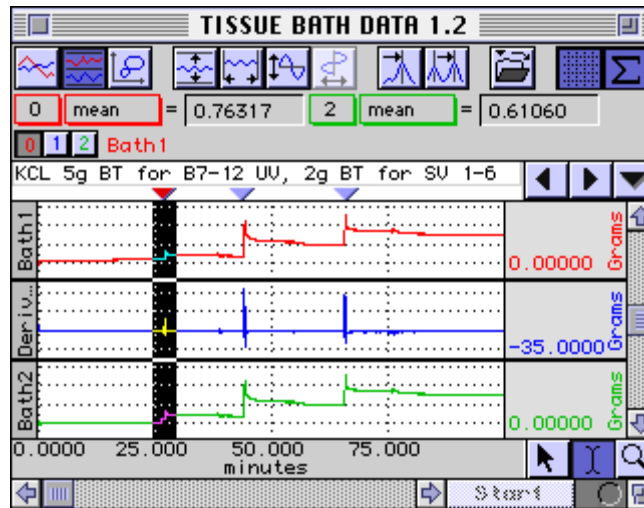 TISSUE BATH DATA 1.2
0 mean = 0.76317 2 mean = 0.61060
0 1 2 Bath1
KCL 5g BT for B7-12 UV, 2g BT for SV 1-6
Bath1 0.00000 Grams
Deriv... -35.0000 Grams
Bath2 0.00000 Grams
0.0000 25.000 50.000 75.000
minutes
Start